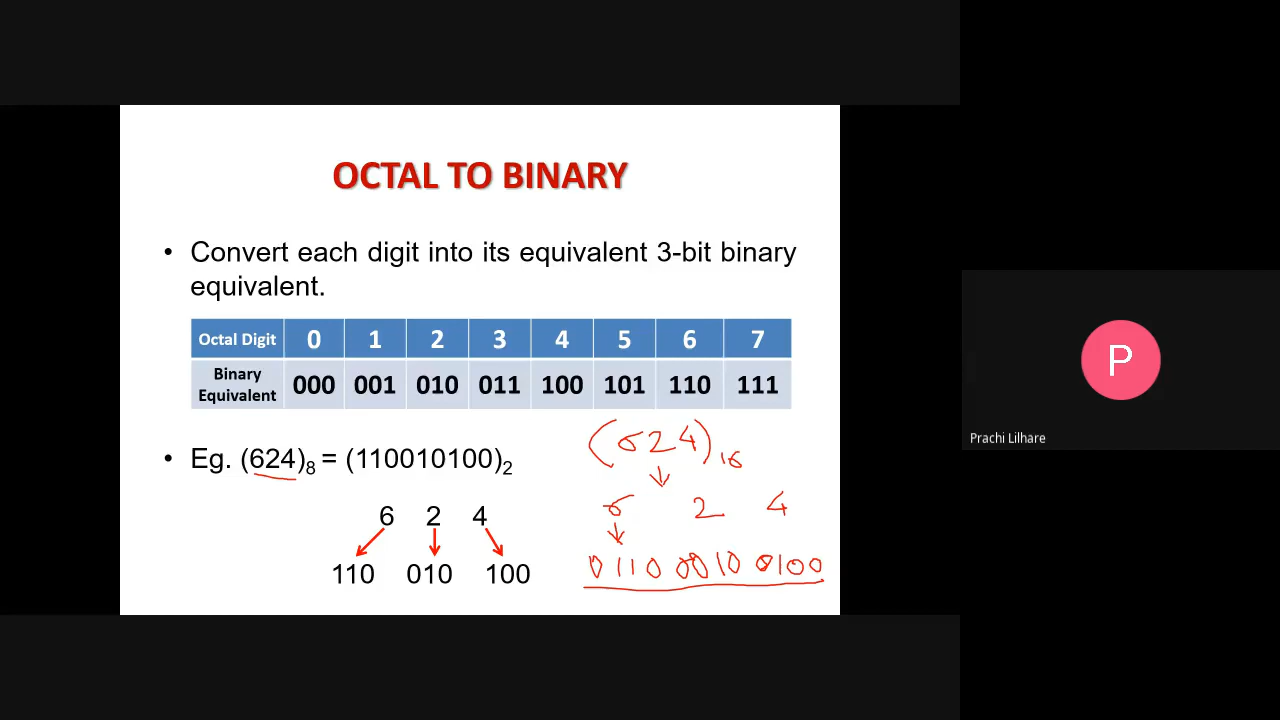 OCTAL TO BINARY
• Convert each digit into its equivalent 3-bit binary
equivalent.
Octal Digit 0 1 2 3 4 5 6 7
Binary Equivalent 000 001 010 011 100 101 110 111
• Eg. (624)8 = (110010100)2
6 2 4
110 010 100
(624)16
6 2 4
0110 0010 0100
P
Prachi Lilhare